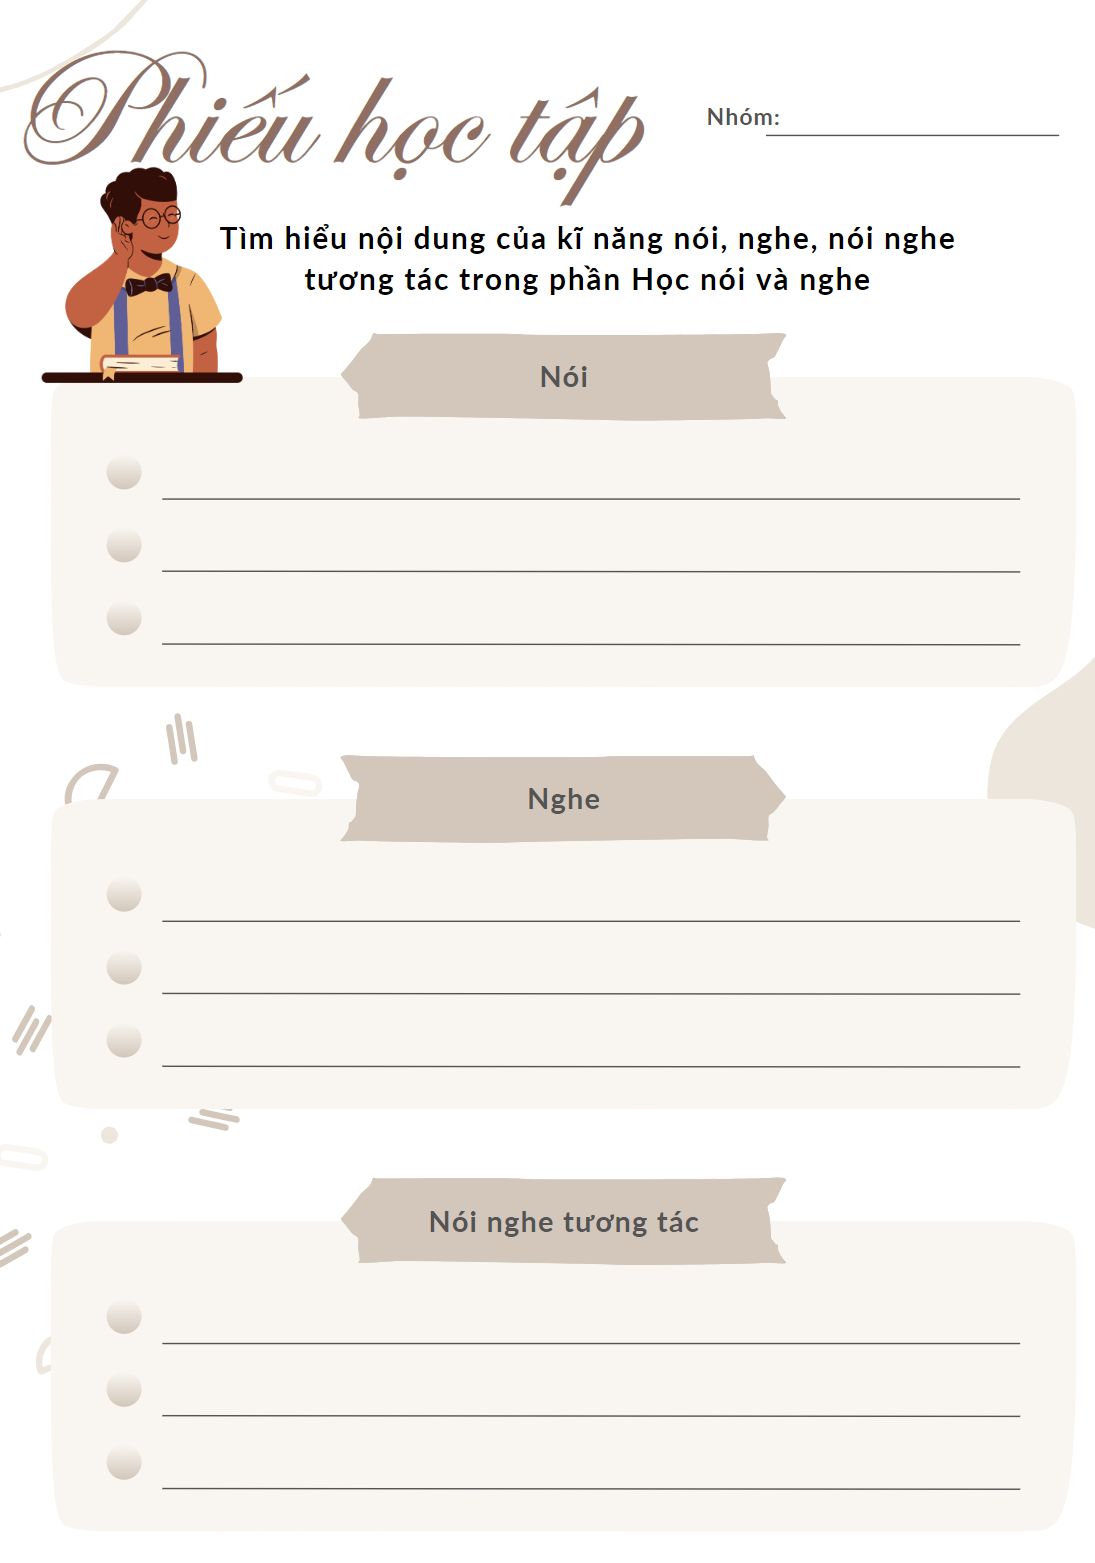 Phiếu học tập
Nhóm:
Tìm hiểu nội dung của kĩ năng nói, nghe, nói nghe
tương tác trong phần Học nói và nghe
Nói
Nghe
Nói nghe tương tác